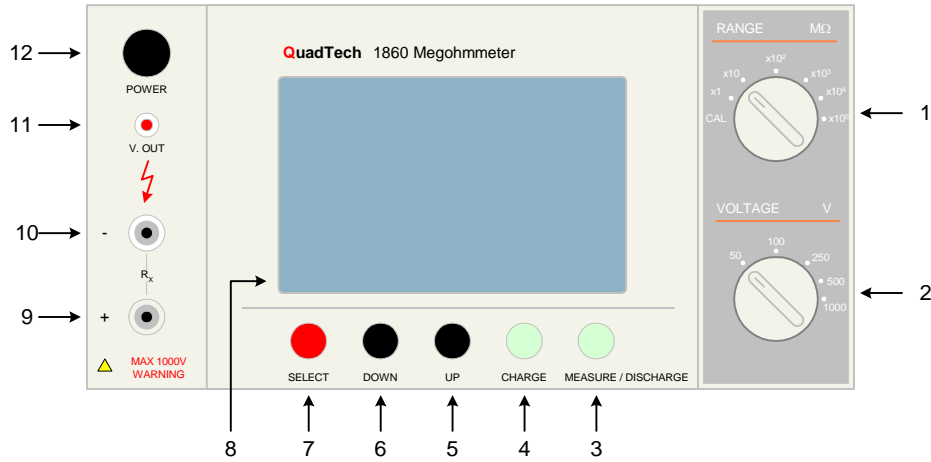 12
POWER
11
V. OUT
10
-
Rx
9
+
MAX 1000V
WARNING
QuadTech 1860 Megohmmeter
8
SELECT
DOWN
UP
CHARGE
MEASURE / DISCHARGE
7
6
5
4
3
RANGE MΩ
CAL
x1
x10
x10²
x10³
x10⁴
x10⁵
1
VOLTAGE V
50
100
250
500
1000
2